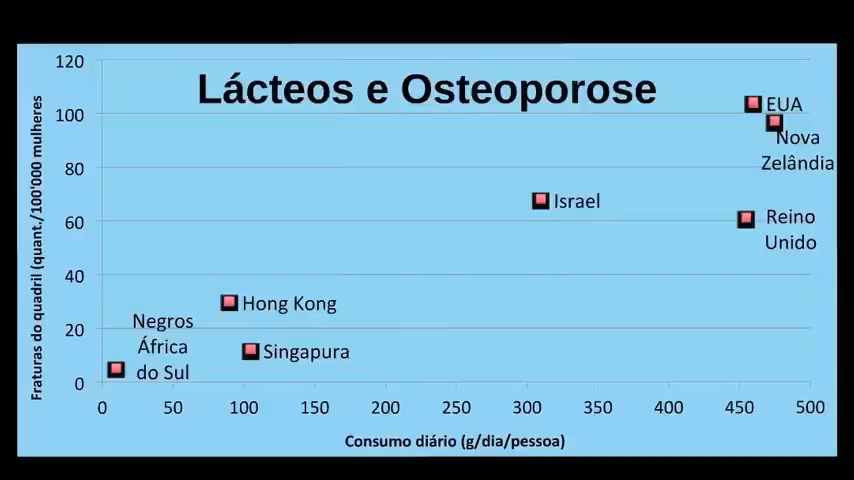 Lácteos e Osteoporose
Fraturas do quadril (quant./100'000 mulheres
120
100
80
60
40
20
0
EUA
Nova
Zelândia
Israel
Reino
Unido
Hong Kong
Negros
África
do Sul
Singapura
0 50 100 150 200 250 300 350 400 450 500
Consumo diário (g/dia/pessoa)